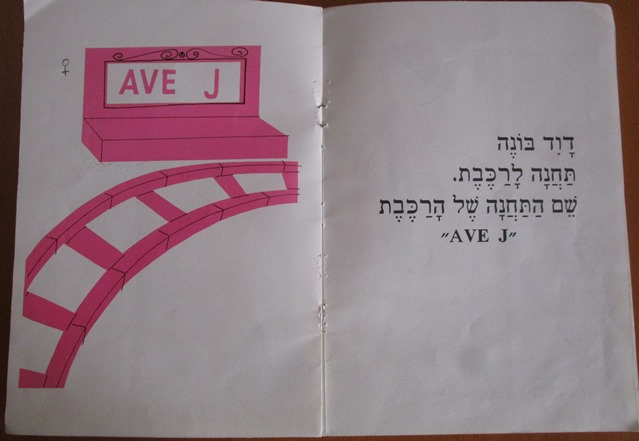 AVE J
דָוִד בּוֹנֶה
תַּחֲנָה לָרַכֶּבֶת.
שֵׁם הַתַּחֲנָה שֶׁל הָרַכֶּבֶת
"AVE J"